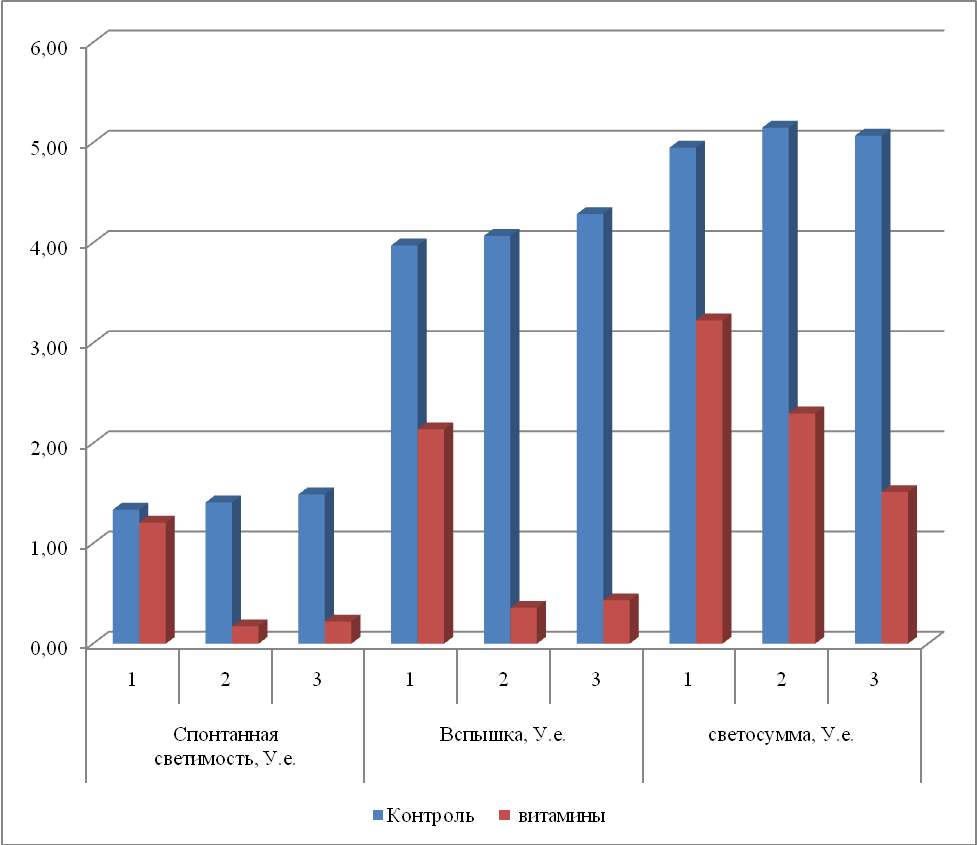 6,00
5,00
4,00
3,00
2,00
1,00
0,00
1 2 3 1 2 3 1 2 3
Спонтанная
светимость, У.е.
Вспышка, У.е.
светосумма, У.е.
Контроль витамины